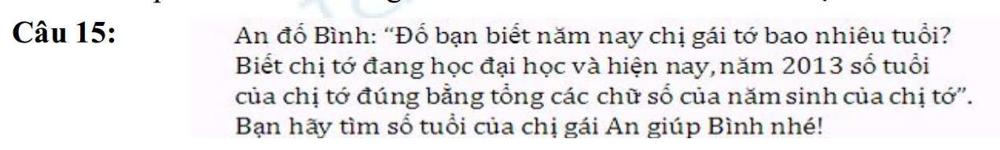 Câu 15: An đố Bình: “Đố bạn biết năm nay chị gái tớ bao nhiêu tuổi?
Biết chị tớ đang học đại học và hiện nay, năm 2013 số tuổi
của chị tớ đúng bằng tổng các chữ số của năm sinh của chị tớ”.
Bạn hãy tìm số tuổi của chị gái An giúp Bình nhé!